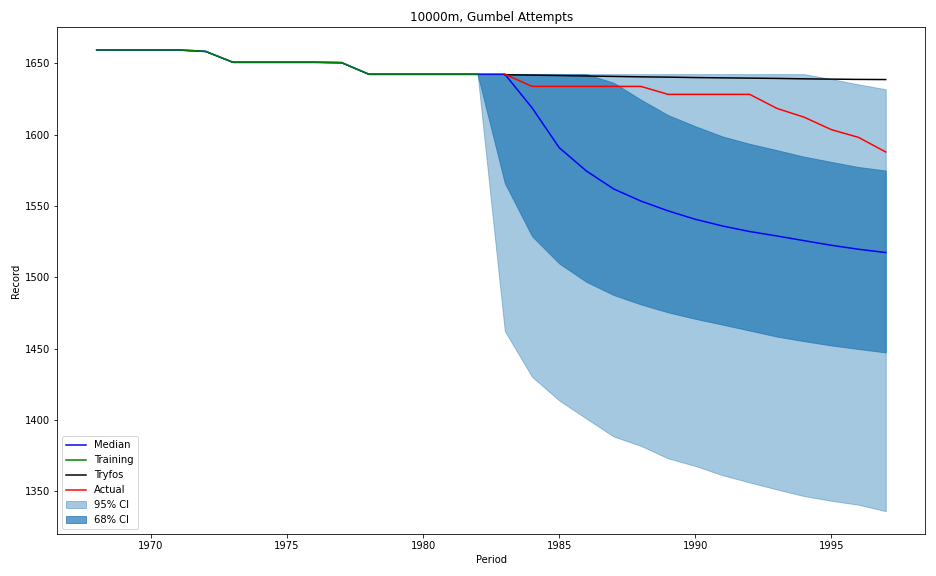 10000m, Gumbel Attempts
Record
1650
1600
1550
1500
1450
1400
1350
Median
Training
Tryfos
Actual
95% CI
68% CI
1970
1975
1980
1985
1990
1995
Period